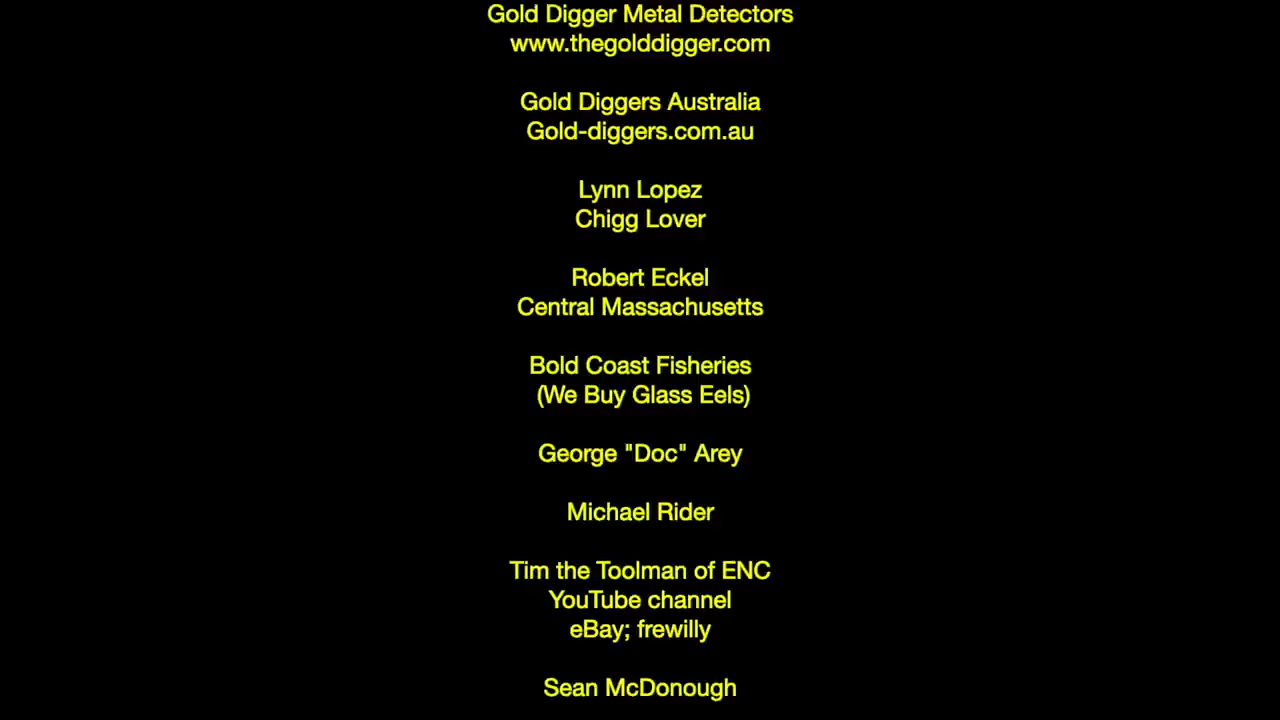 Gold Digger Metal Detectors
www.thegolddigger.com
Gold Diggers Australia
Gold-diggers.com.au
Lynn Lopez
Chigg Lover
Robert Eckel
Central Massachusetts
Bold Coast Fisheries
(We Buy Glass Eels)
George "Doc" Arey
Michael Rider
Tim the Toolman of ENC
YouTube channel
eBay; frewilly
Sean McDonough